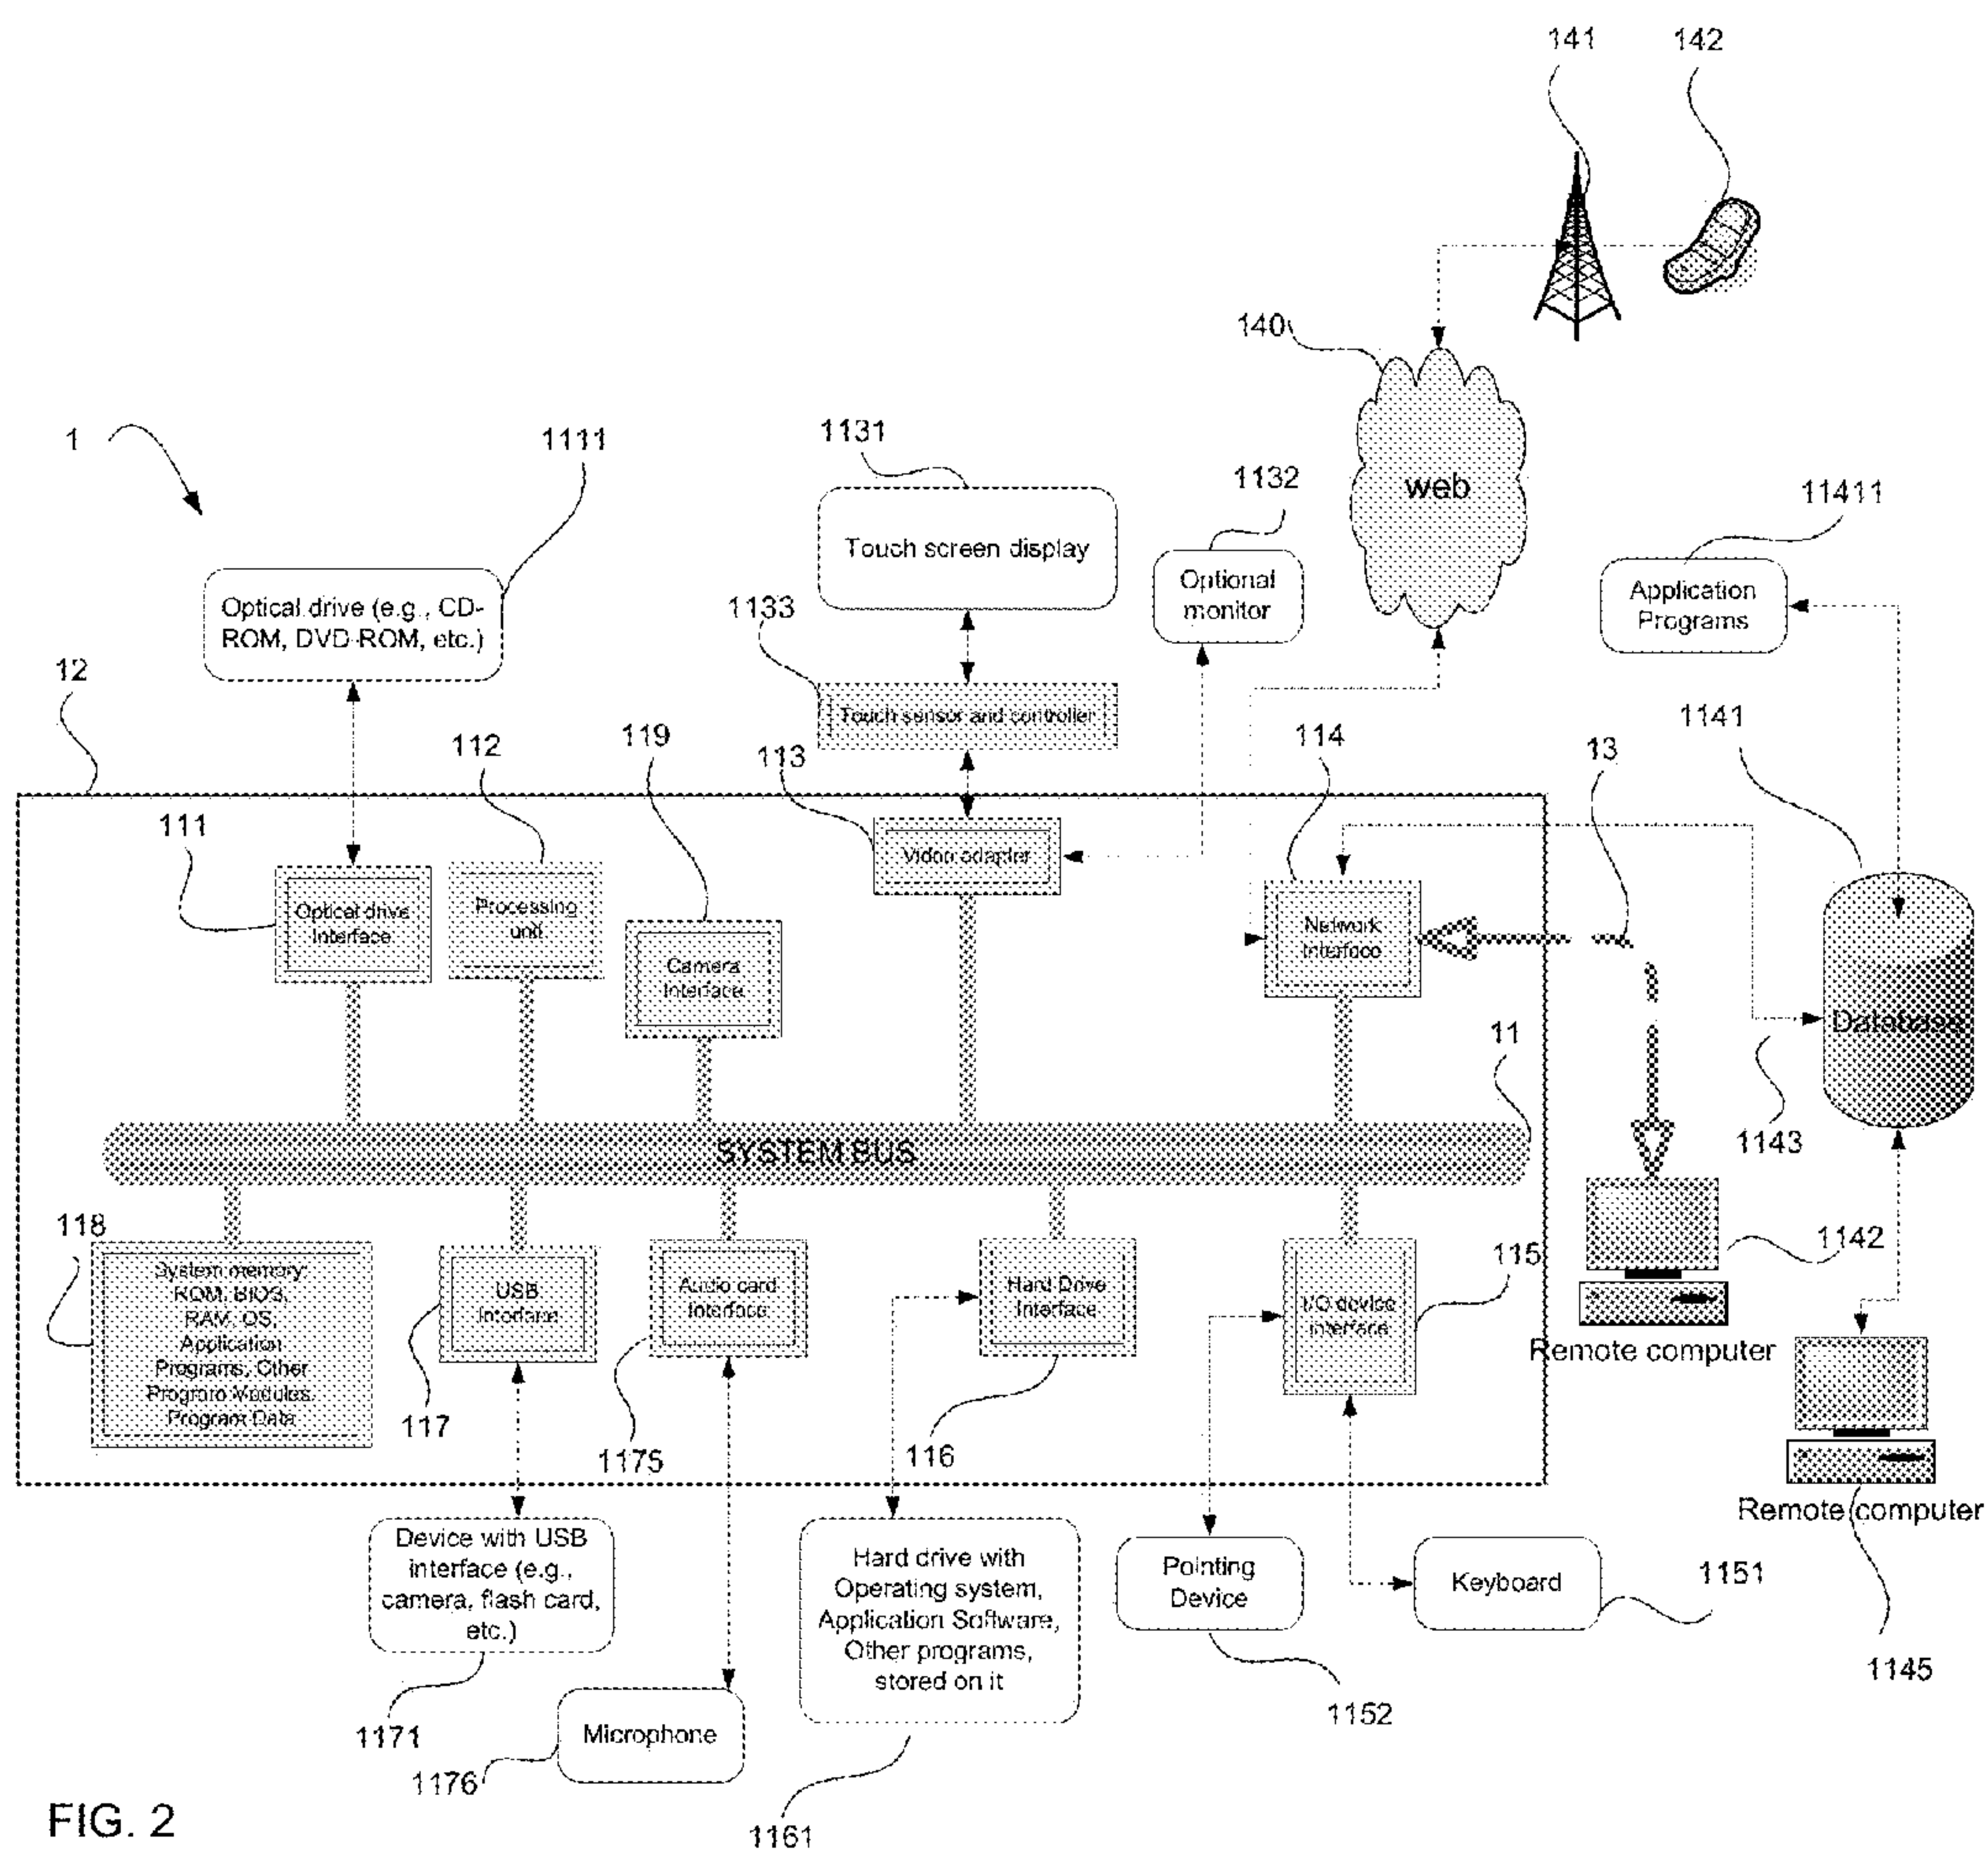 141
142
140
1
1111
1131
1132
web
11411
Touch screen display
Optional
monitor
Application
Programs
Optical drive (e.g., CD-
ROM, DVD-ROM, etc.)
1133
12
Touch sensor and controller
1141
112
119
113
114
13
111
Video adapter
Optical drive
Interface
Processing
unit
Camera
Interface
Network
Interface
Database
11
1143
SYSTEM BUS
118
System memory:
ROM, BIOS,
RAM, OS,
Application
Programs, Other
Program Modules,
Program Data
USB
Interface
Audio card
Interface
Hard Drive
Interface
I/O device
interface
115
1142
Remote computer
117
1175
116
Remote computer
Device with USB
interface (e.g.,
camera, flash card,
etc.)
Hard drive with
Operating system,
Application Software,
Other programs,
stored on it
Pointing
Device
Keyboard
1151
1145
1171
Microphone
1152
1176
1161
FIG. 2